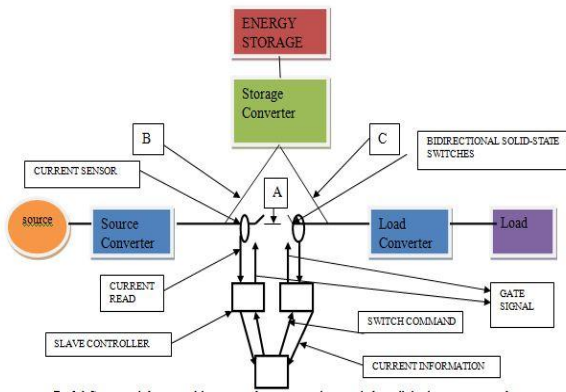 ENERGY
STORAGE
Storage
Converter
B
C
BIDIRECTIONAL SOLID-STATE
SWITCHES
CURRENT SENSOR
A
source
Source
Converter
Load
Converter
Load
CURRENT
READ
GATE
SIGNAL
SLAVE CONTROLLER
SWITCH COMMAND
CURRENT INFORMATION